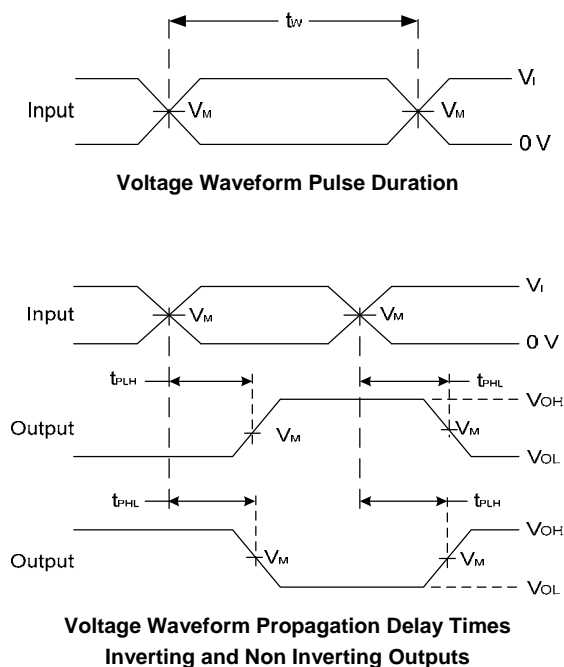 tw
VI
Input
VM
VM
0 V
Voltage Waveform Pulse Duration
VI
Input
VM
VM
0 V
tPLH
tPHL
VOH
Output
VM
VM
VOL
tPHL
tPLH
VOH
Output
VM
VM
VOL
Voltage Waveform Propagation Delay Times
Inverting and Non Inverting Outputs